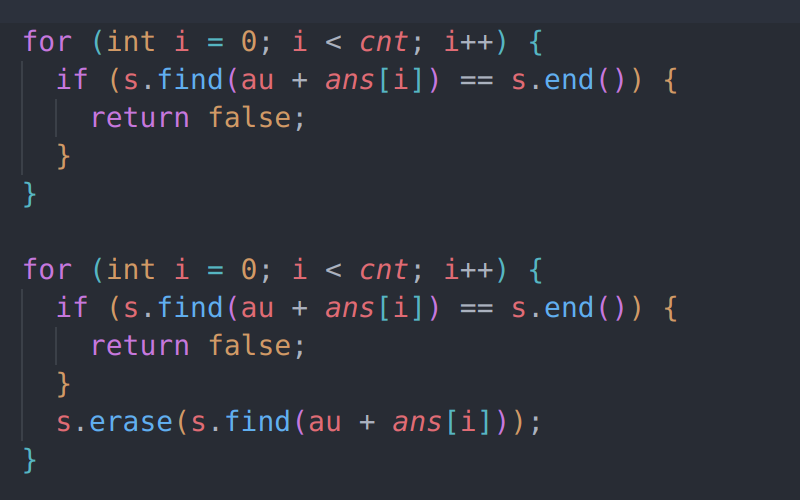 for (int i = 0; i < cnt; i++) {
if (s.find(au + ans[i]) == s.end()) {
return false;
}
}
for (int i = 0; i < cnt; i++) {
if (s.find(au + ans[i]) == s.end()) {
return false;
}
s.erase(s.find(au + ans[i]));
}